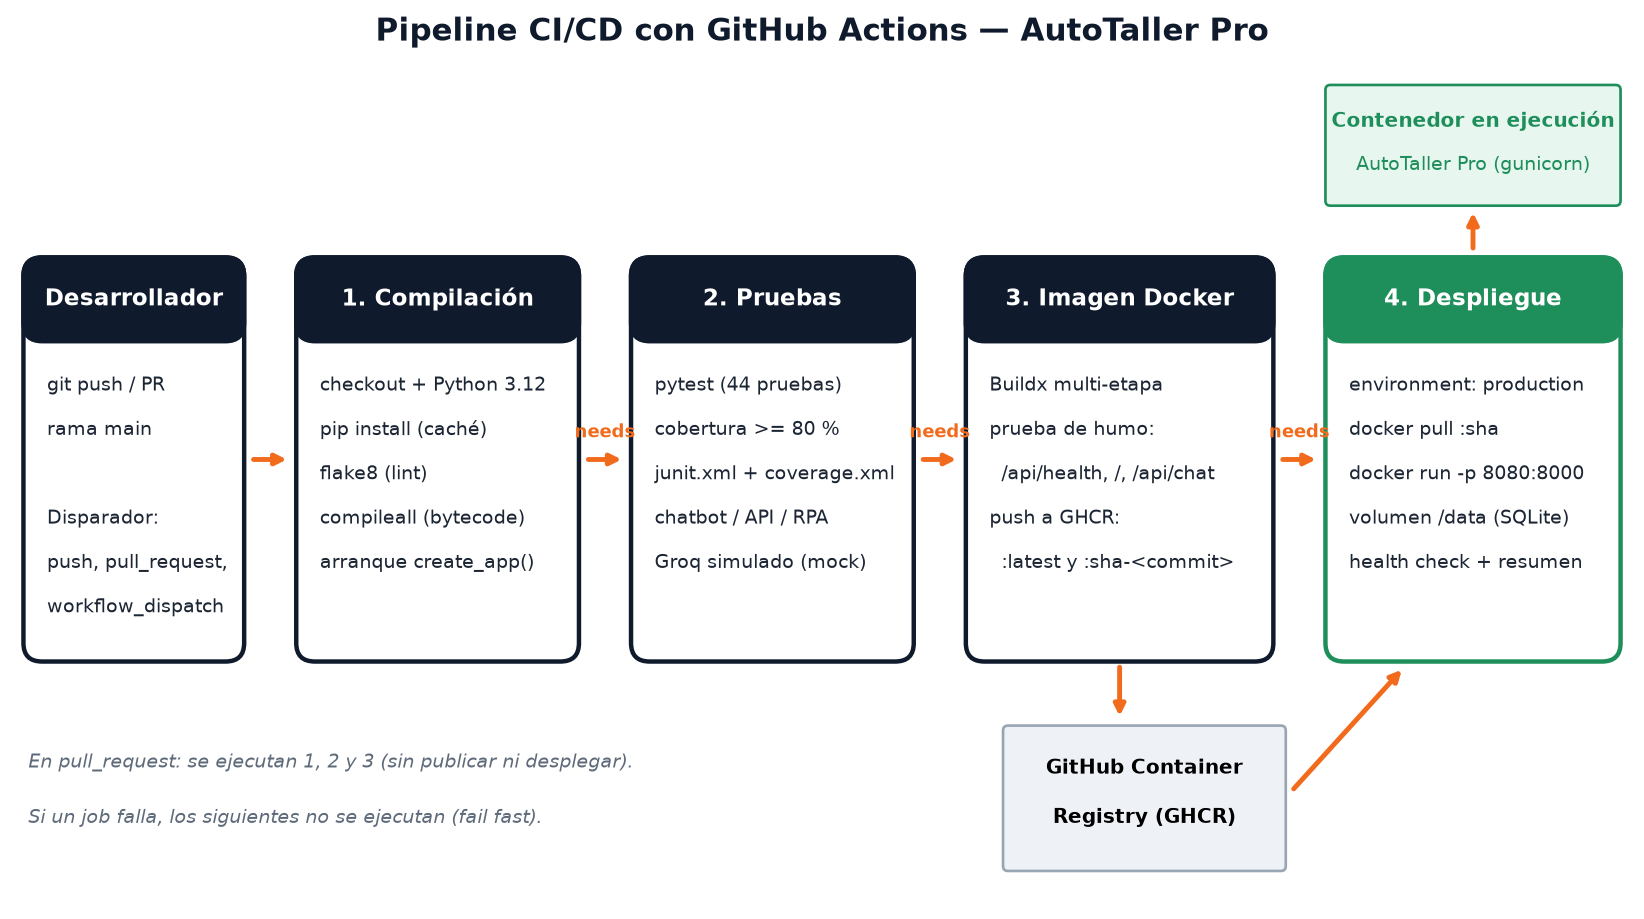 Pipeline CI/CD con GitHub Actions — AutoTaller Pro
Contenedor en ejecución
AutoTaller Pro (gunicorn)
Desarrollador
git push / PR
rama main
Disparador:
push, pull_request,
workflow_dispatch
1. Compilación
checkout + Python 3.12
pip install (caché)
flake8 (lint)
compileall (bytecode)
arranque create_app()
needs
2. Pruebas
pytest (44 pruebas)
cobertura >= 80 %
junit.xml + coverage.xml
chatbot / API / RPA
Groq simulado (mock)
needs
3. Imagen Docker
Buildx multi-etapa
prueba de humo:
/api/health, /, /api/chat
push a GHCR:
:latest y :sha-<commit>
needs
4. Despliegue
environment: production
docker pull :sha
docker run -p 8080:8000
volumen /data (SQLite)
health check + resumen
GitHub Container
Registry (GHCR)
En pull_request: se ejecutan 1, 2 y 3 (sin publicar ni desplegar).
Si un job falla, los siguientes no se ejecutan (fail fast).